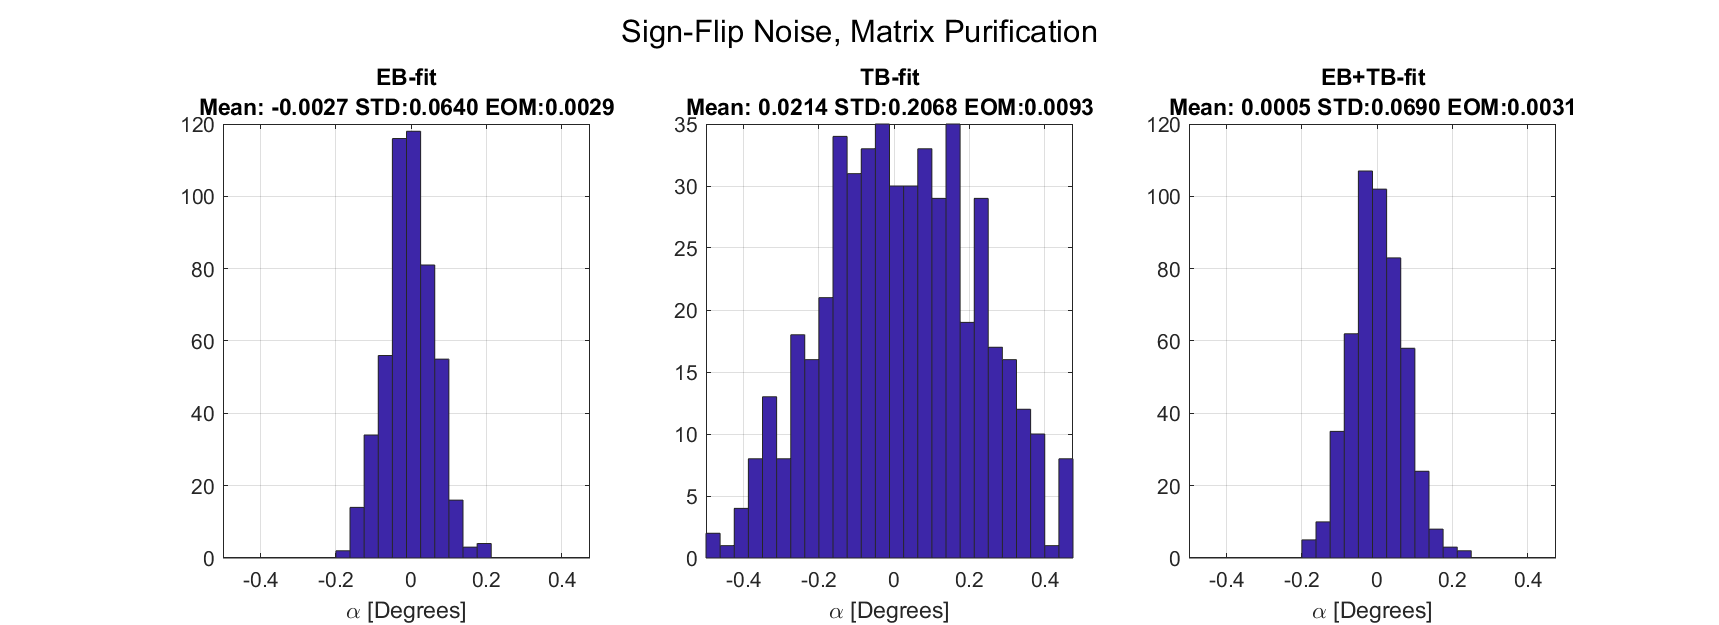 Sign-Flip Noise, Matrix Purification
EB-fit
Mean: -0.0027 STD:0.0640 EOM:0.0029
120
100
80
60
40
20
0
-0.4 -0.2 0 0.2 0.4
α [Degrees]
TB-fit
Mean: 0.0214 STD:0.2068 EOM:0.0093
35
30
25
20
15
10
5
0
-0.4 -0.2 0 0.2 0.4
α [Degrees]
EB+TB-fit
Mean: 0.0005 STD:0.0690 EOM:0.0031
120
100
80
60
40
20
0
-0.4 -0.2 0 0.2 0.4
α [Degrees]